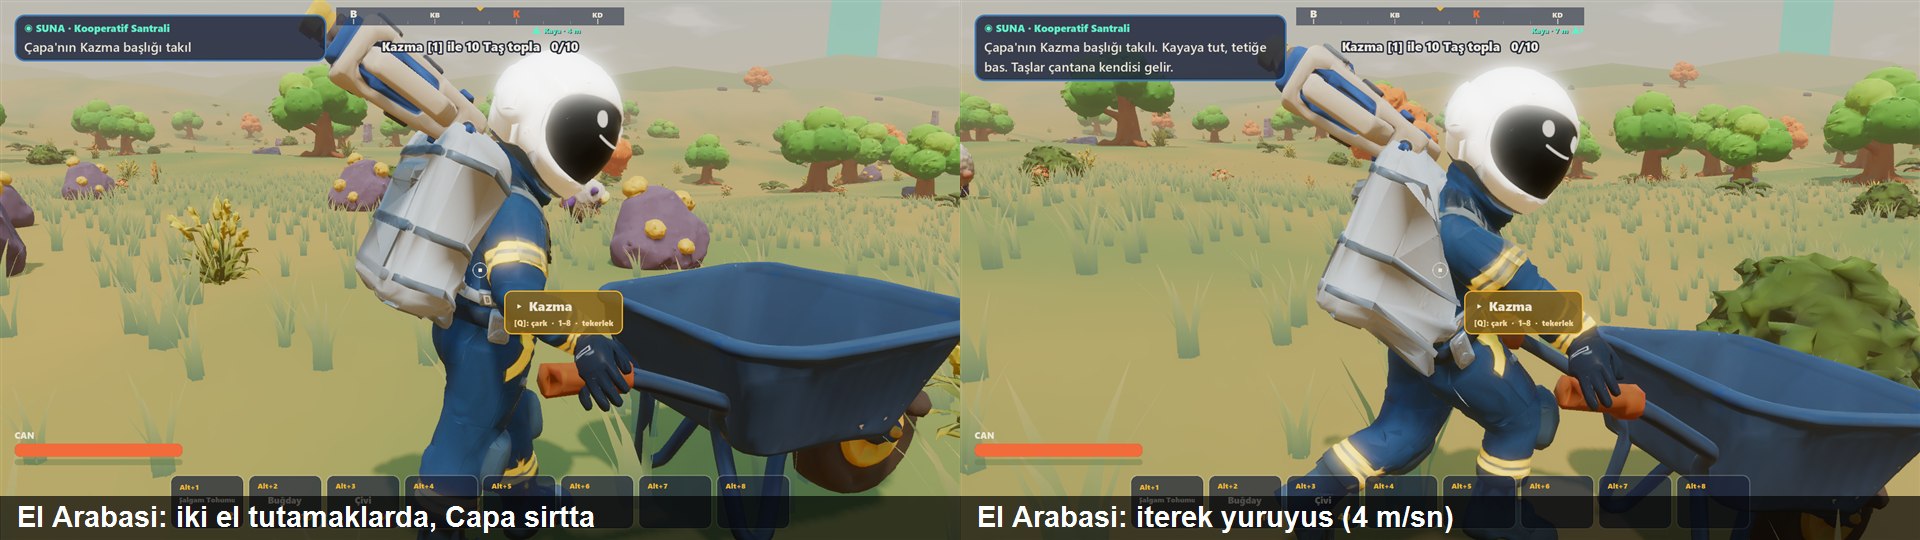 B KB K KD
◉ SUNA · Kooperatif Santrali
Çapa'nın Kazma başlığı takıl
Kaya · 4 m
Kazma [1] ile 10 Taş topla 0/10
▸ Kazma
[Q]: çark · 1-8 · tekerlek
CAN
Alt+1 Alt+2 Alt+3 Alt+4 Alt+5 Alt+6 Alt+7 Alt+8
Şalgam Tohumu Buğday Çivi
El Arabasi: iki el tutamaklarda, Capa sirtta
B KB K KD
◉ SUNA · Kooperatif Santrali
Çapa'nın Kazma başlığı takılı. Kayaya tut, tetiğe
bas. Taşlar çantana kendisi gelir.
Kaya · 7 m
Kazma [1] ile 10 Taş topla 0/10
▸ Kazma
[Q]: çark · 1-8 · tekerlek
CAN
Alt+1 Alt+2 Alt+3 Alt+4 Alt+5 Alt+6 Alt+7 Alt+8
Şalgam Tohumu Buğday Çivi
El Arabasi: iterek yuruyus (4 m/sn)